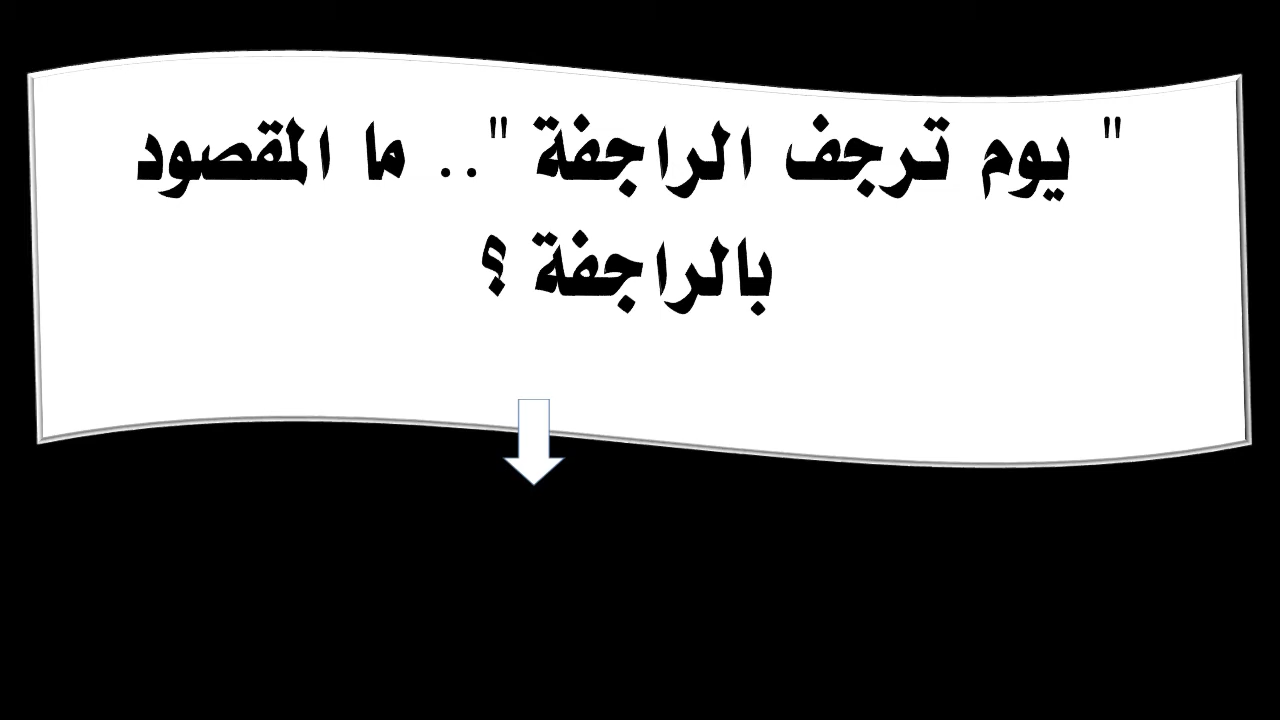 " يوم ترجف الراجفة ".. ما المقصود
بالراجفة ؟